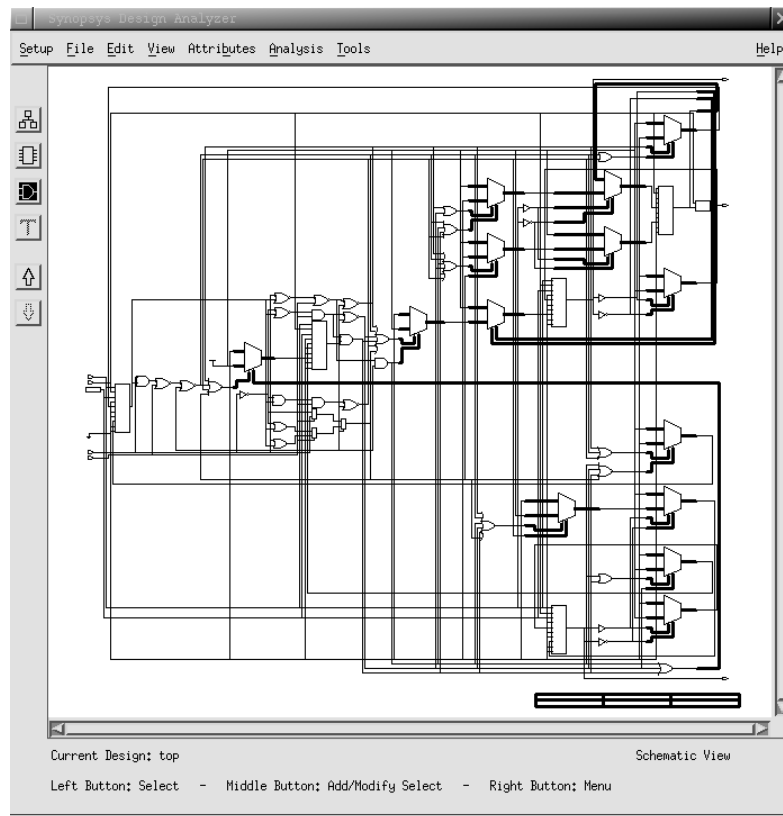 Synopsys Design Analyzer
Setup File Edit View Attributes Analysis Tools Help
Current Design: top Schematic View
Left Button: Select - Middle Button: Add/Modify Select - Right Button: Menu